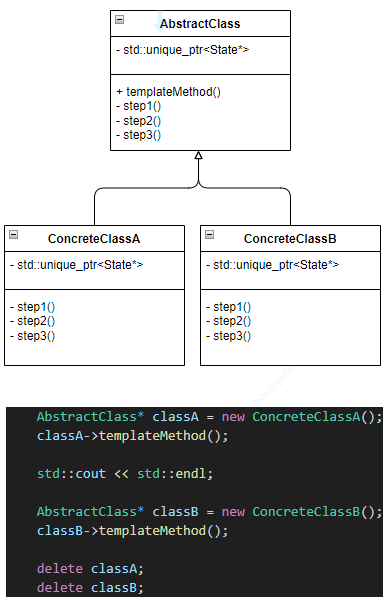 AbstractClass
- std::unique_ptr<State*>
+ templateMethod()
- step1()
- step2()
- step3()
ConcreteClassA
- std::unique_ptr<State*>
- step1()
- step2()
- step3()
ConcreteClassB
- std::unique_ptr<State*>
- step1()
- step2()
- step3()
AbstractClass* classA = new ConcreteClassA();
classA->templateMethod();
std::cout << std::endl;
AbstractClass* classB = new ConcreteClassB();
classB->templateMethod();
delete classA;
delete classB;